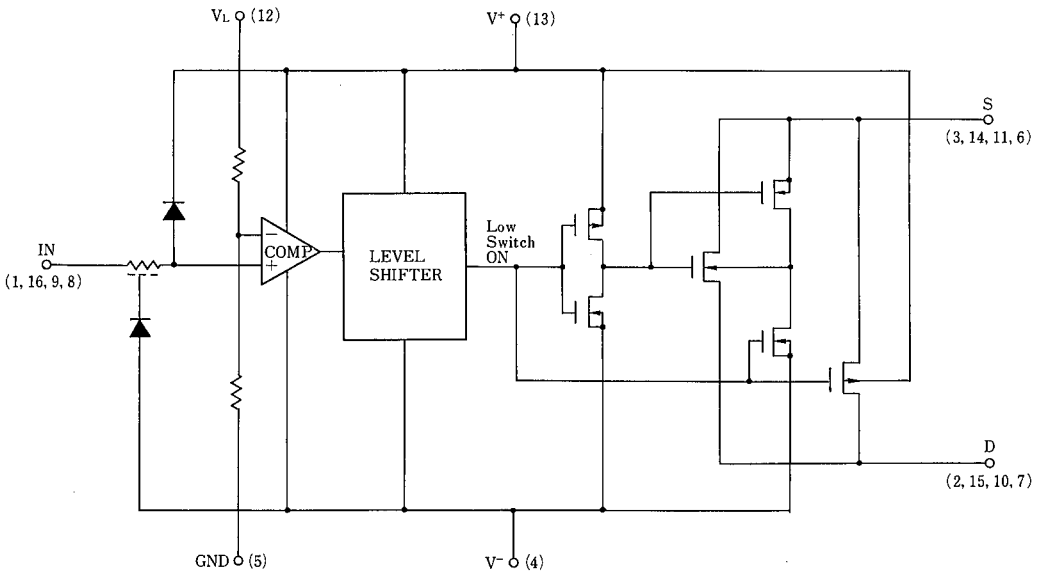 VL (12)
V+ (13)
S
(3, 14, 11, 6)
IN
(1, 16, 9, 8)
−
COMP
+
LEVEL
SHIFTER
Low
Switch
ON
D
(2, 15, 10, 7)
GND (5)
V− (4)